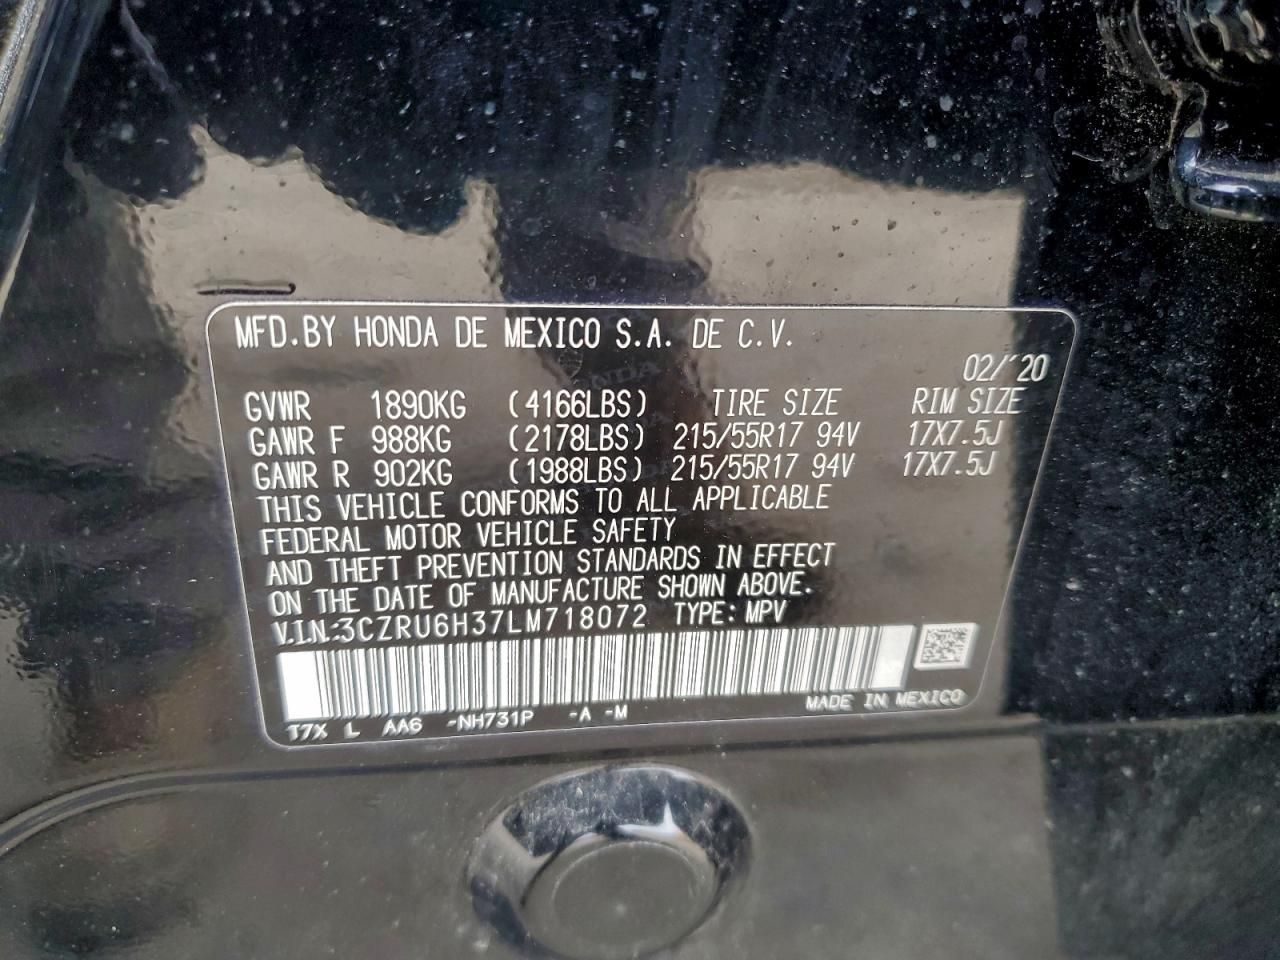 MFD.BY HONDA DE MEXICO S.A. DE C.V.
02/'20
GVWR 1890KG (4166LBS) TIRE SIZE RIM SIZE
GAWR F 988KG (2178LBS) 215/55R17 94V 17X7.5J
GAWR R 902KG (1988LBS) 215/55R17 94V 17X7.5J
THIS VEHICLE CONFORMS TO ALL APPLICABLE
FEDERAL MOTOR VEHICLE SAFETY
AND THEFT PREVENTION STANDARDS IN EFFECT
ON THE DATE OF MANUFACTURE SHOWN ABOVE.
V.I.N.:3CZRU6H37LM718072 TYPE: MPV
MADE IN MEXICO
T7X L AA6 -NH731P -A -M